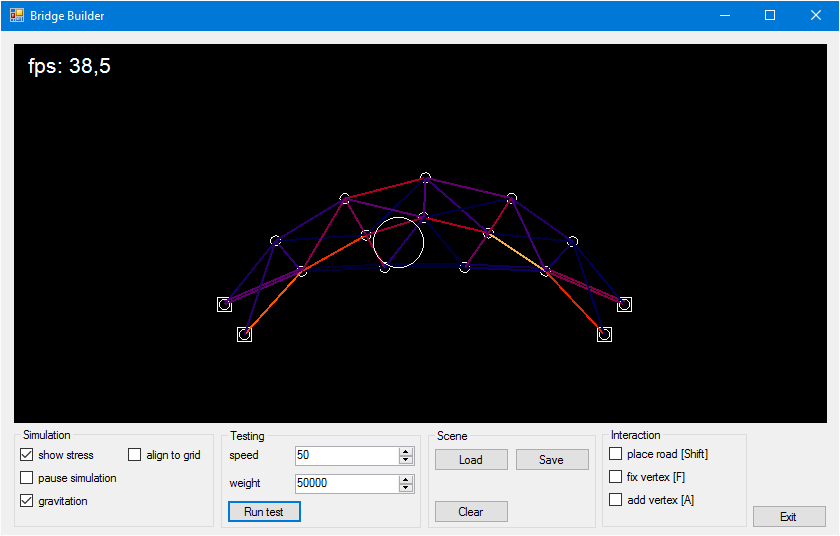 Bridge Builder
fps: 38,5
Simulation
show stress
align to grid
pause simulation
gravitation
Testing
speed
50
weight
50000
Run test
Scene
Load
Save
Clear
Interaction
place road [Shift]
fix vertex [F]
add vertex [A]
Exit